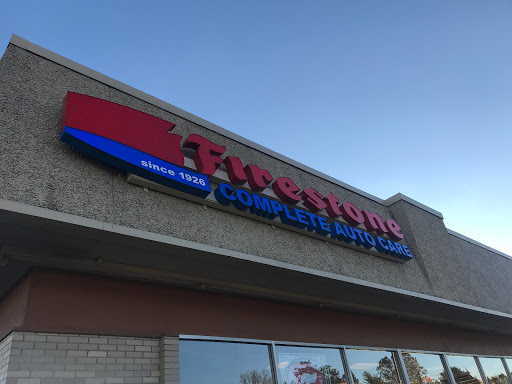 Firestone
since 1926
COMPLETE AUTO CARE